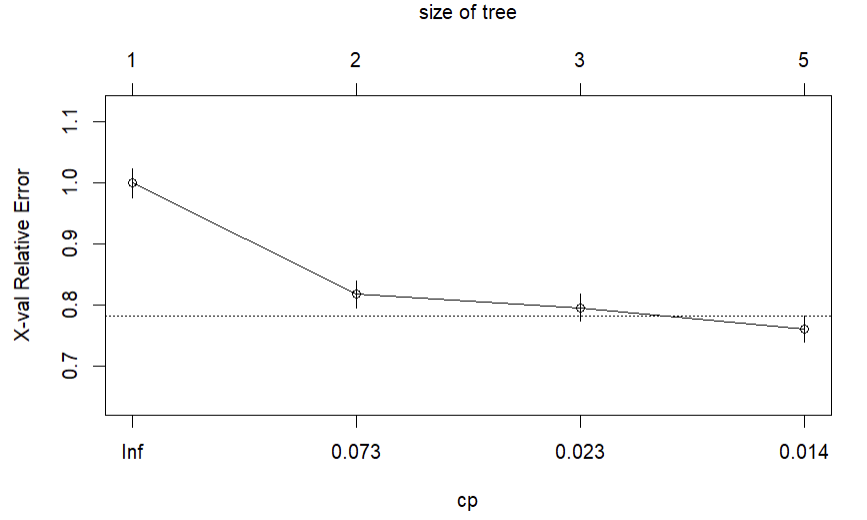 size of tree
1 2 3 5
X-val Relative Error
1.1
1.0
0.9
0.8
0.7
Inf 0.073 0.023 0.014
cp